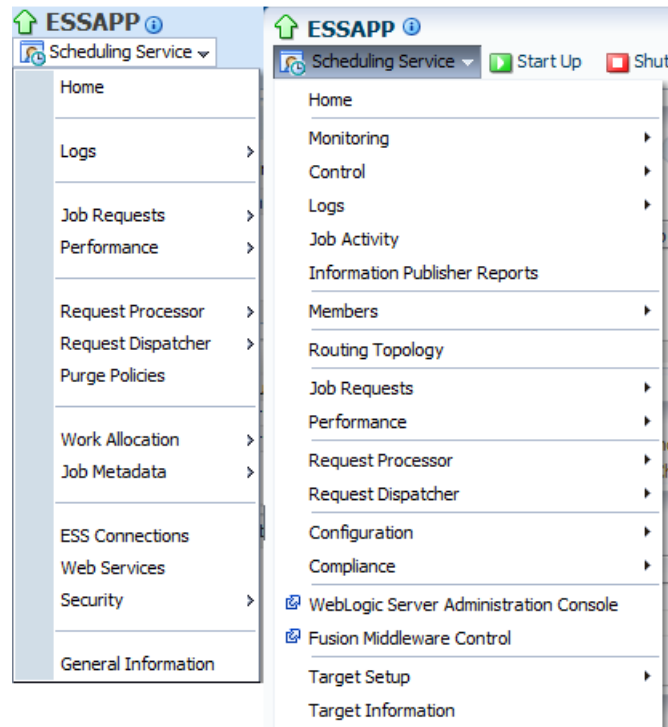 ESSAPP
Scheduling Service
Home
Logs
Job Requests
Performance
Request Processor
Request Dispatcher
Purge Policies
Work Allocation
Job Metadata
ESS Connections
Web Services
Security
General Information
ESSAPP
Scheduling Service
Start Up
Shut
Home
Monitoring
Control
Logs
Job Activity
Information Publisher Reports
Members
Routing Topology
Job Requests
Performance
Request Processor
Request Dispatcher
Configuration
Compliance
WebLogic Server Administration Console
Fusion Middleware Control
Target Setup
Target Information